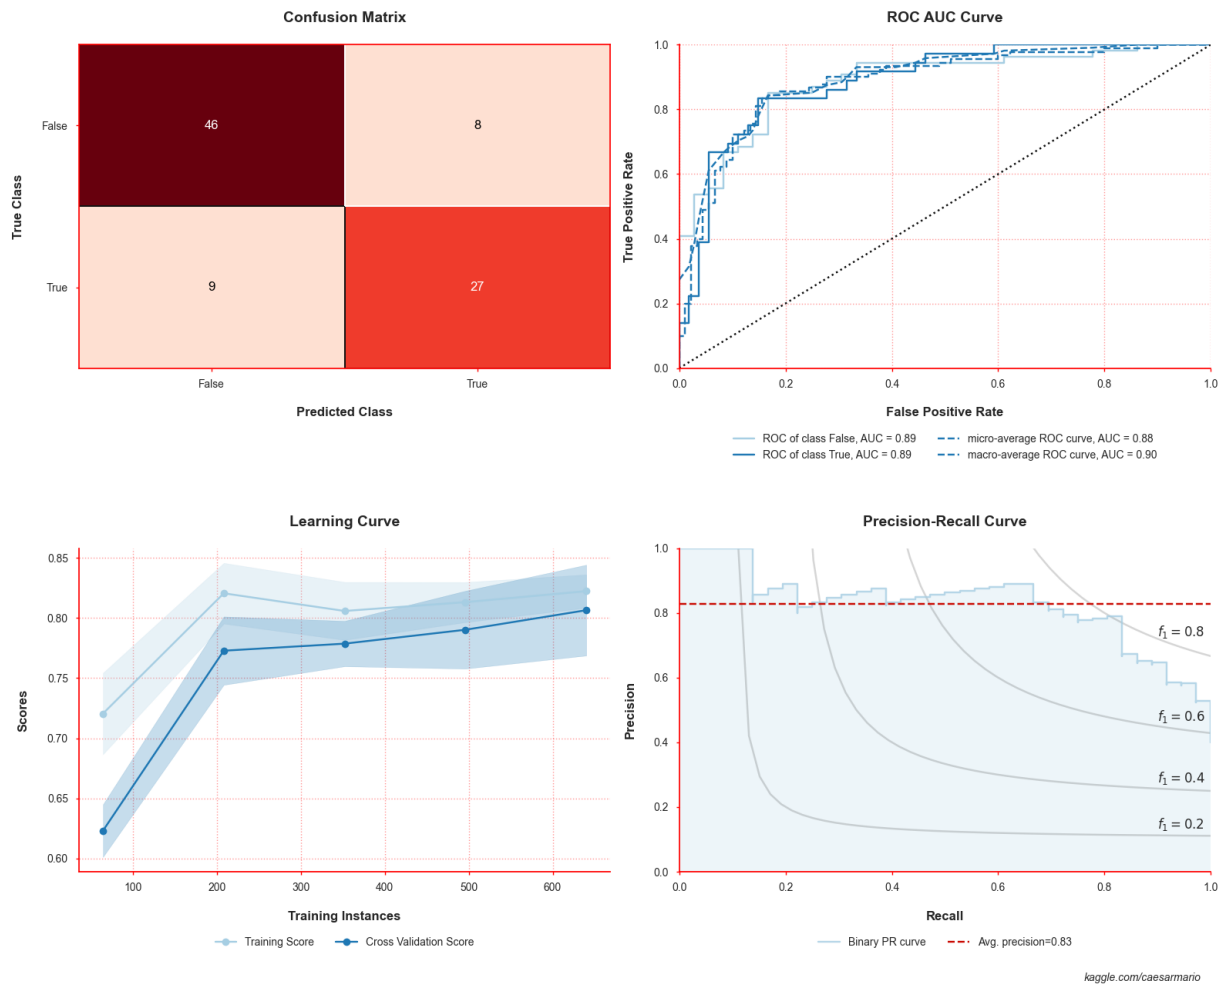 Confusion Matrix
True Class
False
46
8
True
9
27
False
True
Predicted Class
ROC AUC Curve
True Positive Rate
1.0
0.8
0.6
0.4
0.2
0.0
0.0
0.2
0.4
0.6
0.8
1.0
False Positive Rate
ROC of class False, AUC = 0.89
micro-average ROC curve, AUC = 0.88
ROC of class True, AUC = 0.89
macro-average ROC curve, AUC = 0.90
Learning Curve
Scores
0.85
0.80
0.75
0.70
0.65
0.60
100
200
300
400
500
600
Training Instances
Training Score
Cross Validation Score
Precision-Recall Curve
Precision
1.0
0.8
0.6
0.4
0.2
0.0
f₁ = 0.8
f₁ = 0.6
f₁ = 0.4
f₁ = 0.2
0.0
0.2
0.4
0.6
0.8
1.0
Recall
Binary PR curve
Avg. precision=0.83
kaggle.com/caesarmario